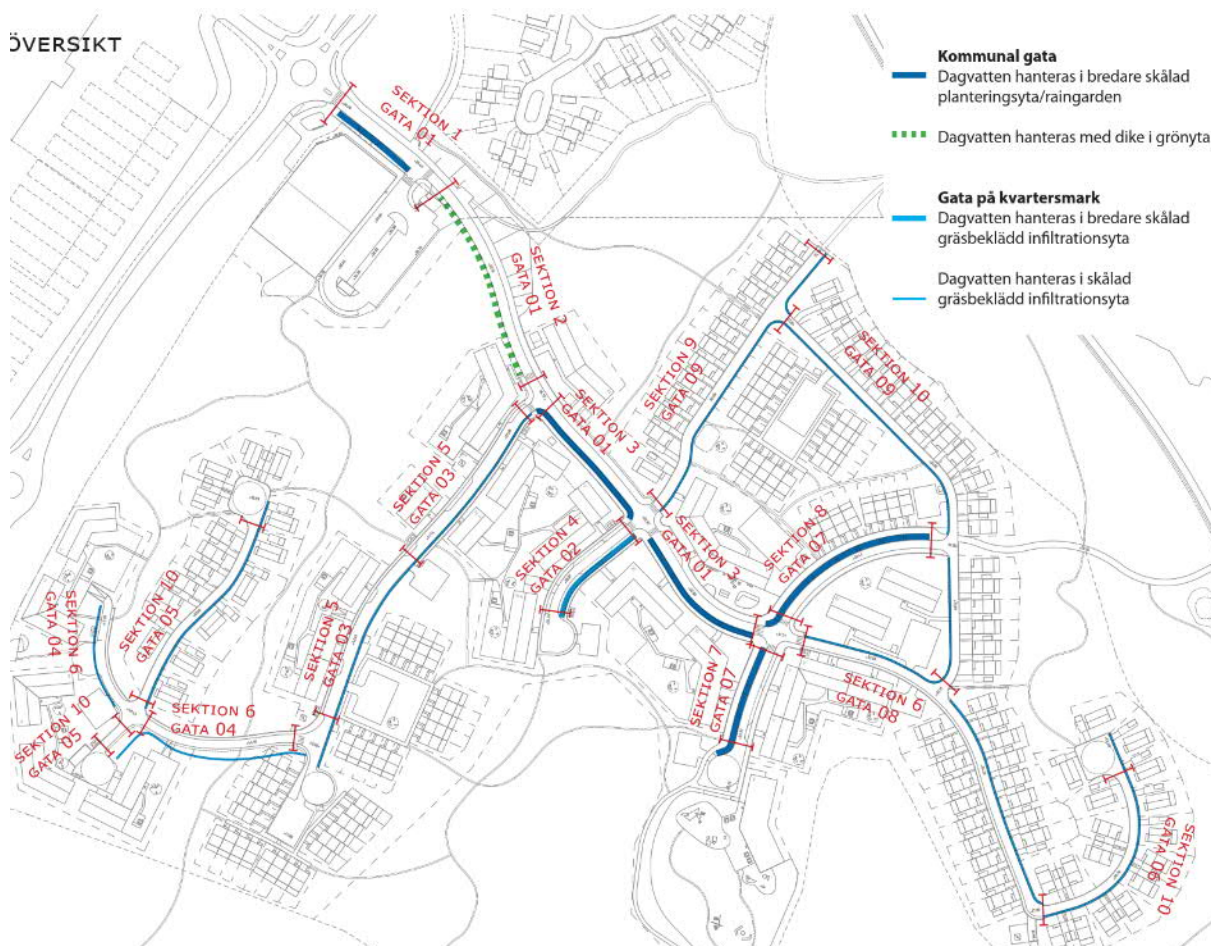 ÖVERSIKT
Kommunal gata
Dagvatten hanteras i bredare skålad
planteringsyta/raingarden
Dagvatten hanteras med dike i grönyta
Gata på kvartersmark
Dagvatten hanteras i bredare skålad
gräsbeklädd infiltrationsyta
Dagvatten hanteras i skålad
gräsbeklädd infiltrationsyta
SEKTION 1
GATA 01
SEKTION 2
GATA 01
SEKTION 3
GATA 01
SEKTION 9
GATA 09
SEKTION 10
GATA 09
SEKTION 5
GATA 03
SEKTION 4
GATA 02
SEKTION 3
GATA 01
SEKTION 8
GATA 07
SEKTION 10
GATA 05
SEKTION 6
GATA 04
SEKTION 5
GATA 03
SEKTION 7
GATA 07
SEKTION 6
GATA 08
SEKTION 6
GATA 04
SEKTION 10
GATA 05
SEKTION 10
GATA 06